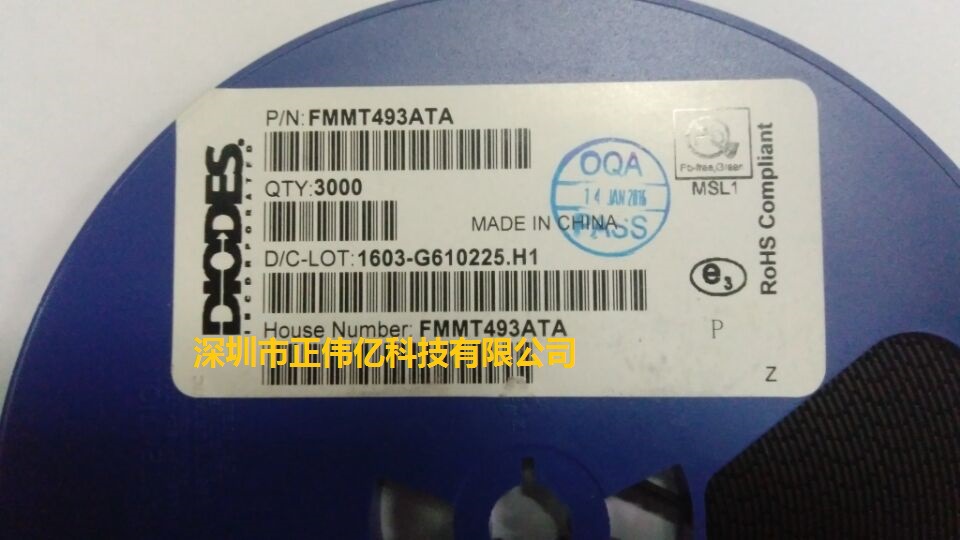 P/N: FMMT493ATA
QTY: 3000
MADE IN CHINA
D/C-LOT: 1603-G610225.H1
House Number: FMMT493ATA
深圳市正伟亿科技有限公司
DIODES
INCORPORATED
OQA
14 JAN 2016
PASS
Pb-free,Green
MSL1
RoHS Compliant
e3
P
Z